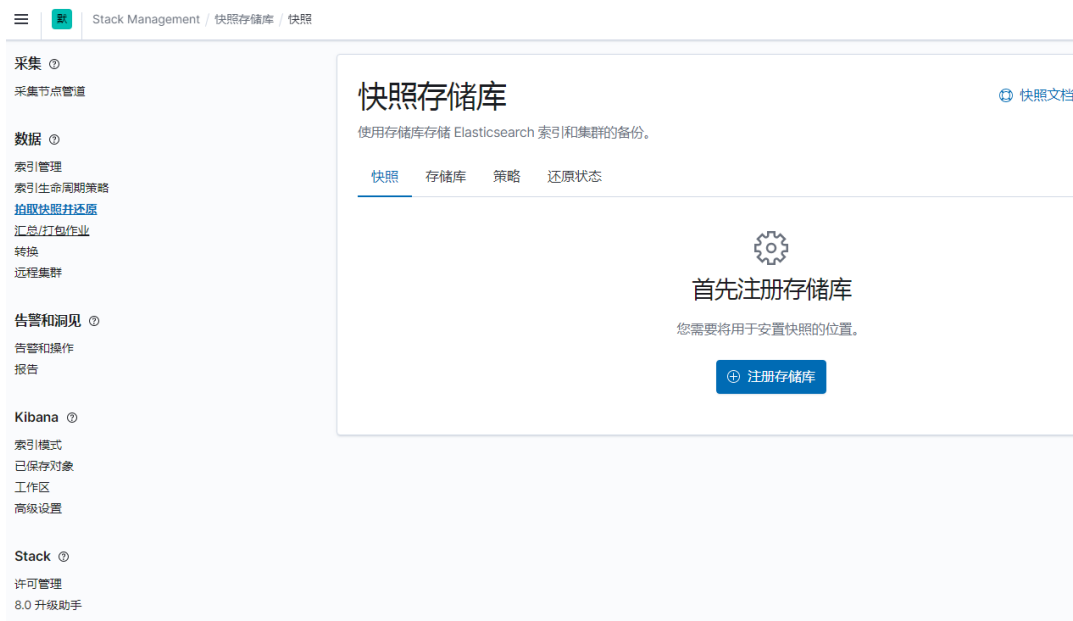 默 Stack Management / 快照存储库 / 快照
采集
采集节点管道
数据
索引管理
索引生命周期策略
拍取快照并还原
汇总/打包作业
转换
远程集群
告警和洞见
告警和操作
报告
Kibana
索引模式
已保存对象
工作区
高级设置
Stack
许可管理
8.0 升级助手
快照存储库
快照文档
使用存储库存储 Elasticsearch 索引和集群的备份。
快照 存储库 策略 还原状态
首先注册存储库
您需要将用于安置快照的位置。
注册存储库